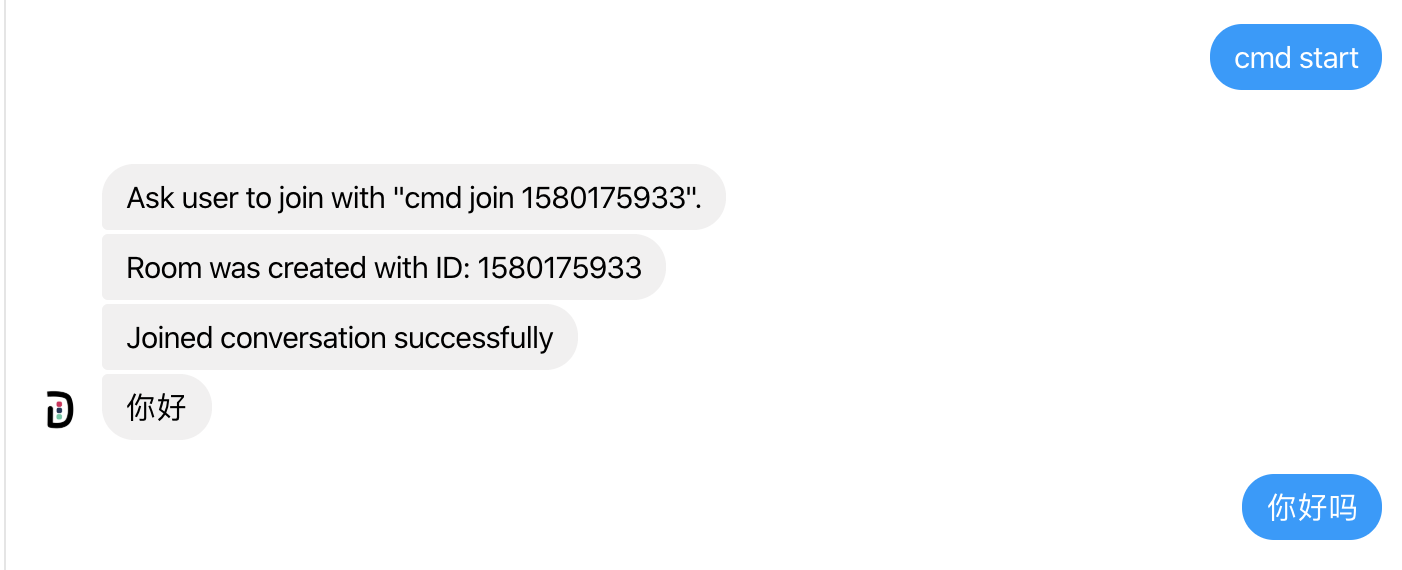 cmd start
Ask user to join with "cmd join 1580175933".
Room was created with ID: 1580175933
Joined conversation successfully
你好
你好吗